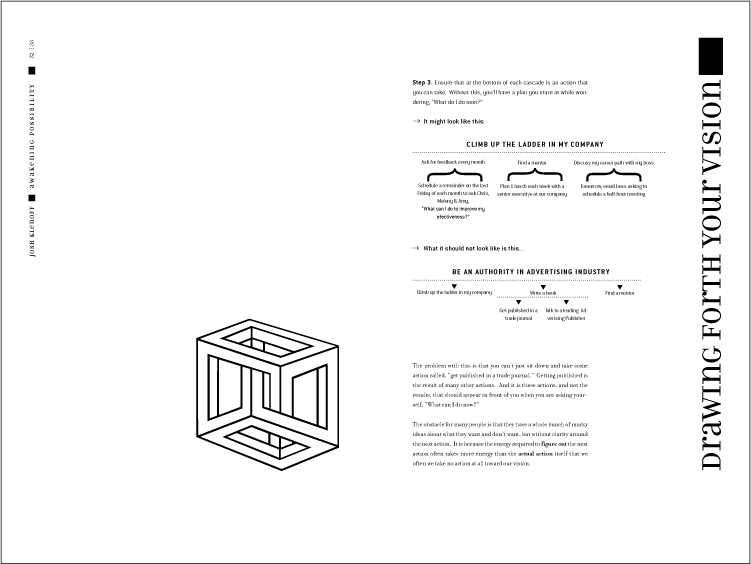 32 | 33
awakening possibility
josh klenoff
Step 3. Ensure that at the bottom of each cascade is an action that
you can take. Without this, you'll have a plan you stare at while won-
dering, "What do I do next?"
→ It might look like this:
CLIMB UP THE LADDER IN MY COMPANY
Ask for feedback every month
Find a mentor
Discuss my career path with my boss
Schedule a remainder on the last
Friday of each month to ask Chris,
Melony & Amy,
"What can I do to improve my
efectiveness?"
Plan 1 lunch each week with a
senior executive at our company
Tomorrow, email boss asking to
schedule a half-hour meeting
→ What it should not look like is this...
BE AN AUTHORITY IN ADVERTISING INDUSTRY
Climb up the ladder in my company
Write a book
Find a mentor
Get published in a
trade journal
Talk to a leading Ad-
verising Publisher
The problem with this is that you can't just sit down and take some
action called, "get published in a trade journal." Getting published is
the result of many other actions. And it is these actions, and not the
results, that should appear in front of you when you are asking your-
self, "What can I do now?"
The obstacle for many people is that they have a whole bunch of murky
ideas about what they want and don't want, but without clarity around
the next action. It is because the energy required to figure out the next
action often takes more energy than the actual action itself that we
often we take no action at all toward our vision.
Drawing Forth Your Vision